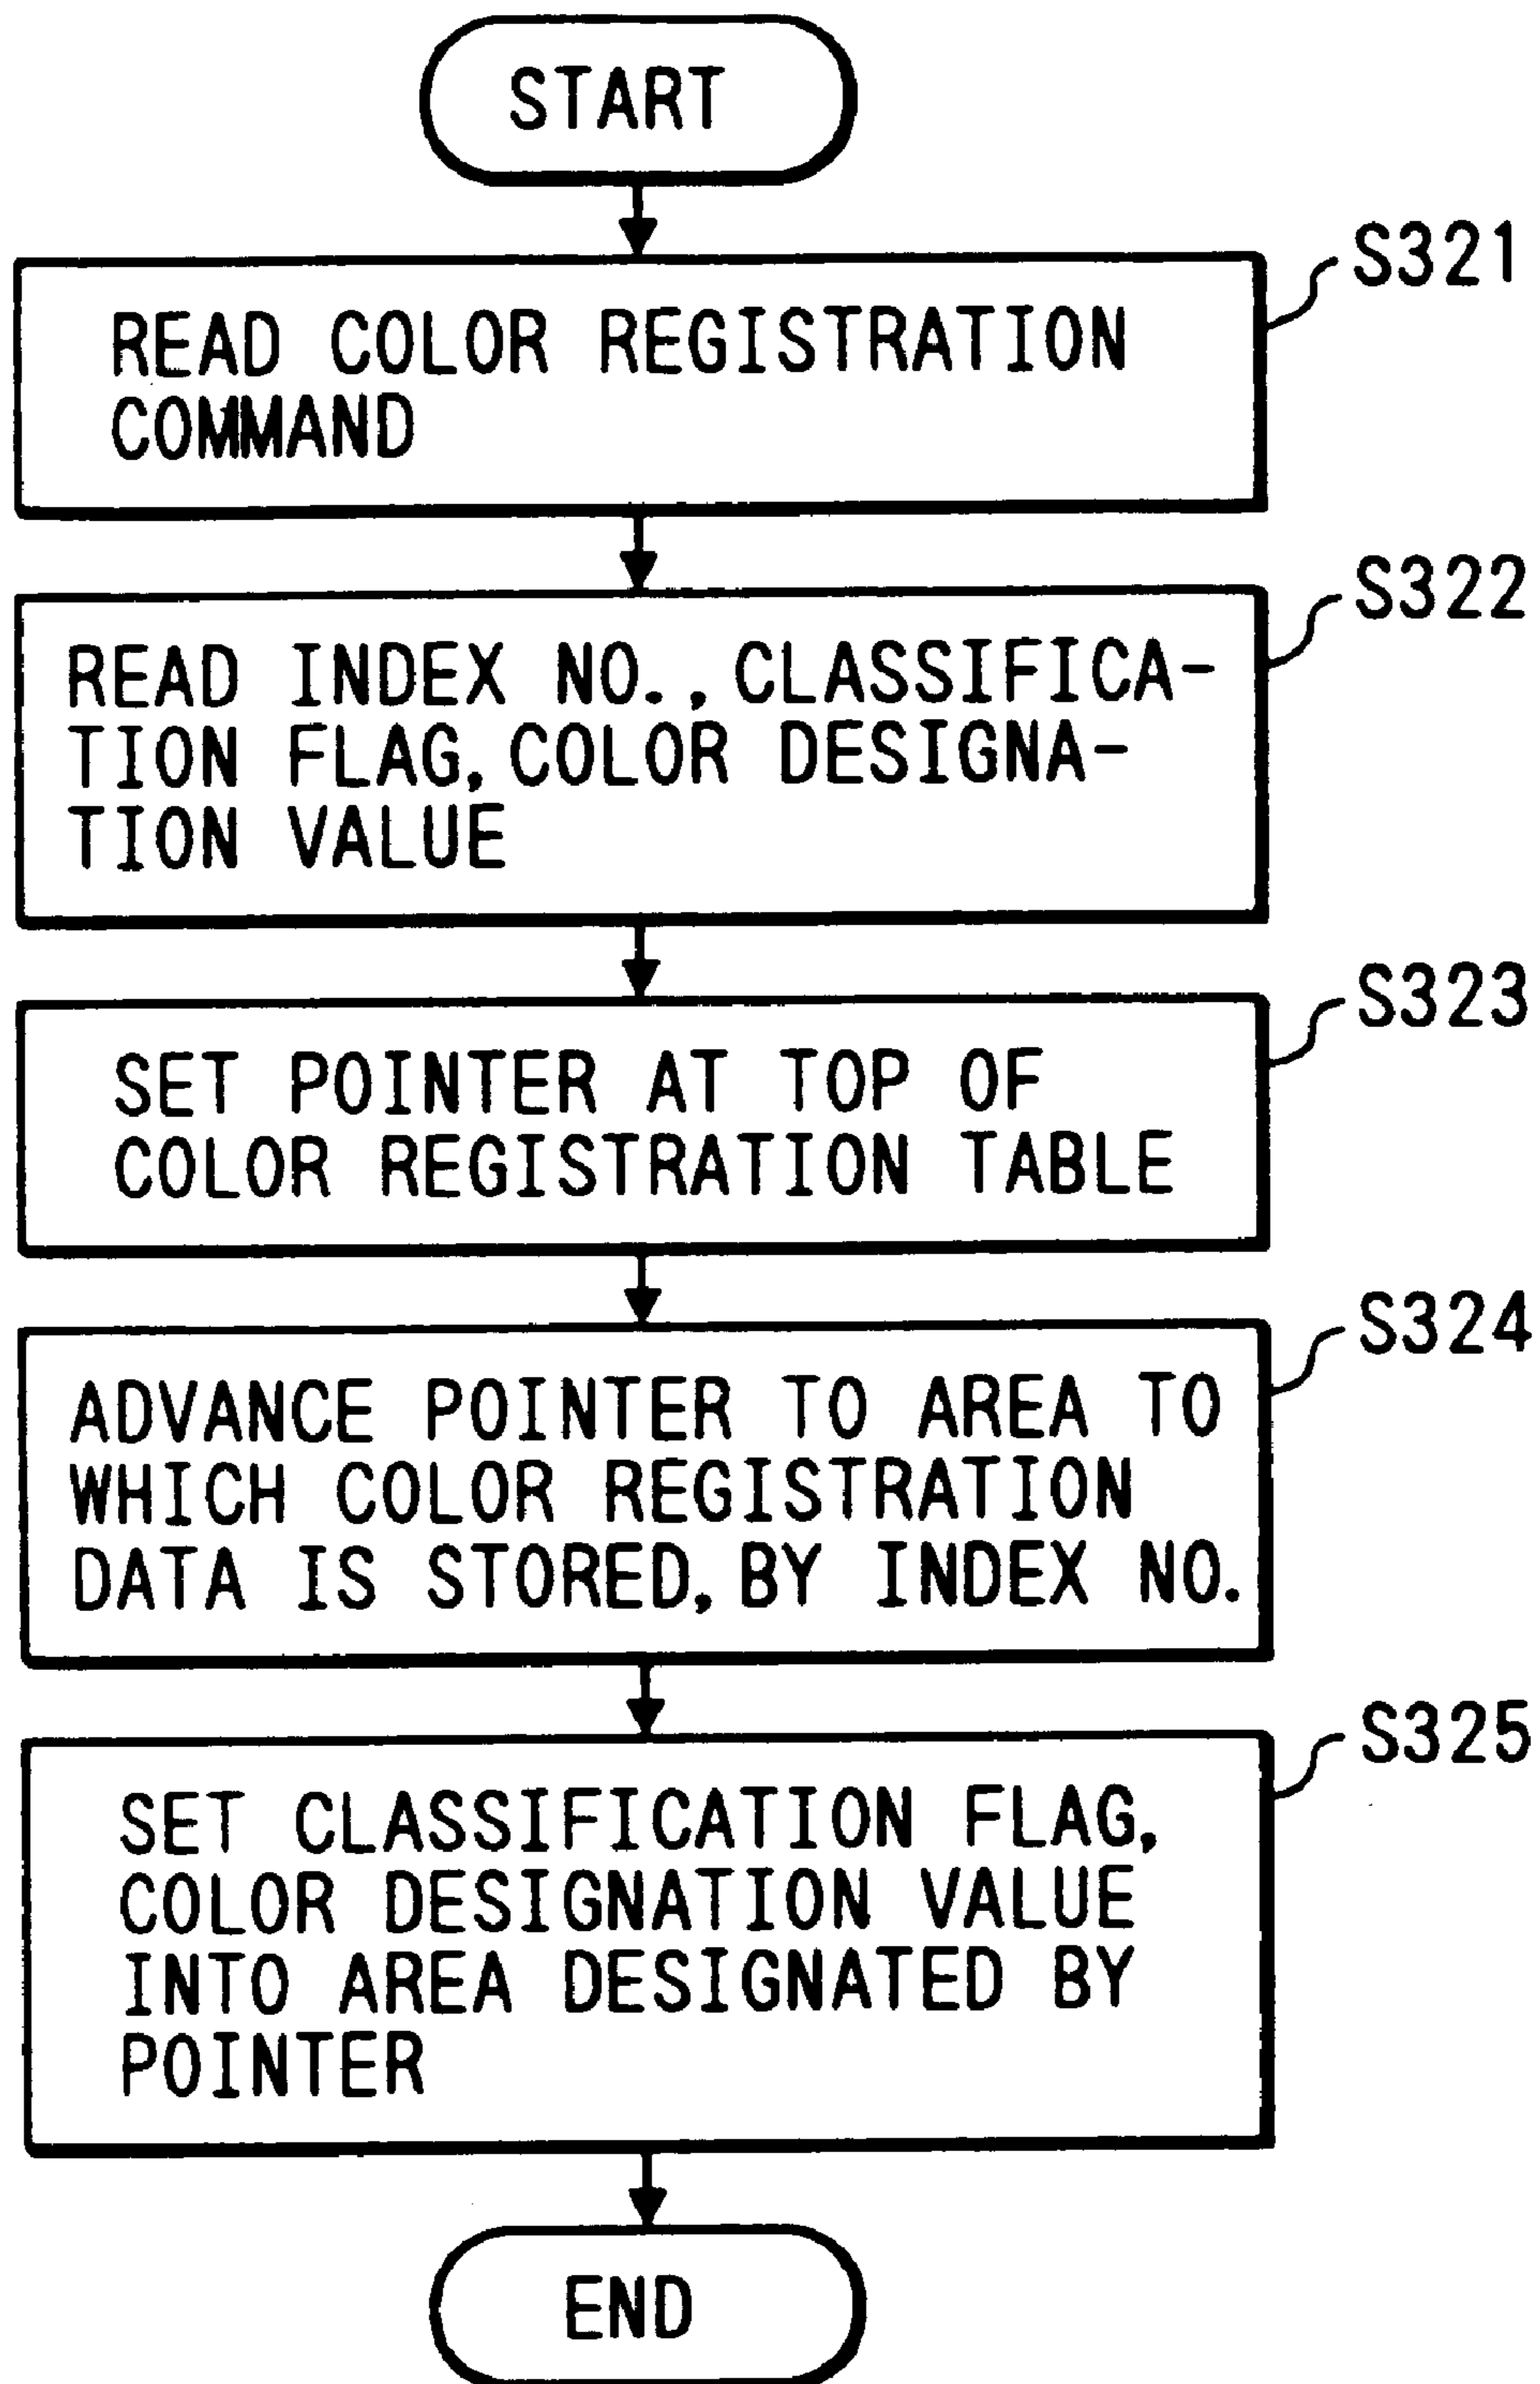 START
S321
READ COLOR REGISTRATION
COMMAND
S322
READ INDEX NO., CLASSIFICA-
TION FLAG, COLOR DESIGNA-
TION VALUE
S323
SET POINTER AT TOP OF
COLOR REGISTRATION TABLE
S324
ADVANCE POINTER TO AREA TO
WHICH COLOR REGISTRATION
DATA IS STORED, BY INDEX NO.
S325
SET CLASSIFICATION FLAG,
COLOR DESIGNATION VALUE
INTO AREA DESIGNATED BY
POINTER
END